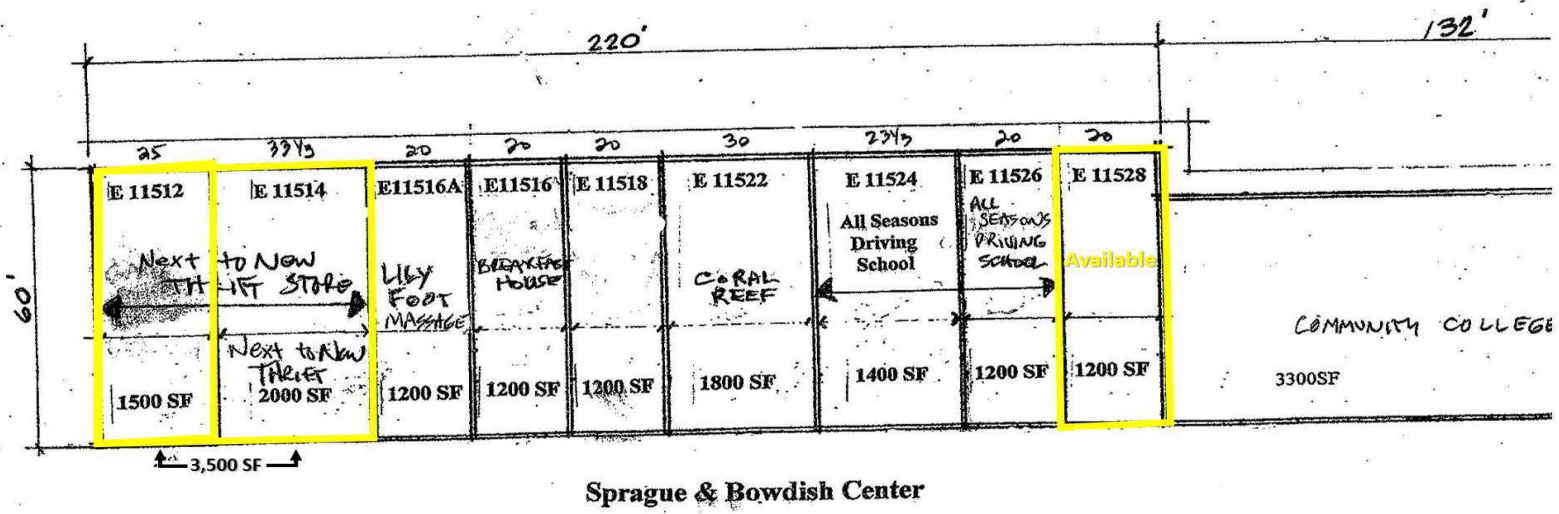 220'
132'
25
33 1/3
20
20
20
30
23 1/3
20
20
60'
E 11512
E 11514
E11516A
E11516
E 11518
E 11522
E 11524
E 11526
E 11528
Next to New
THRIFT STORE
LILY
FOOT
MASSAGE
BREAKFAST
HOUSE
CORAL
REEF
All Seasons
Driving
School
ALL
SEASONS
DRIVING
SCHOOL
Available
COMMUNITY COLLEGE
Next to New
THRIFT
1500 SF
2000 SF
1200 SF
1200 SF
1200 SF
1800 SF
1400 SF
1200 SF
1200 SF
3300SF
3,500 SF
Sprague & Bowdish Center